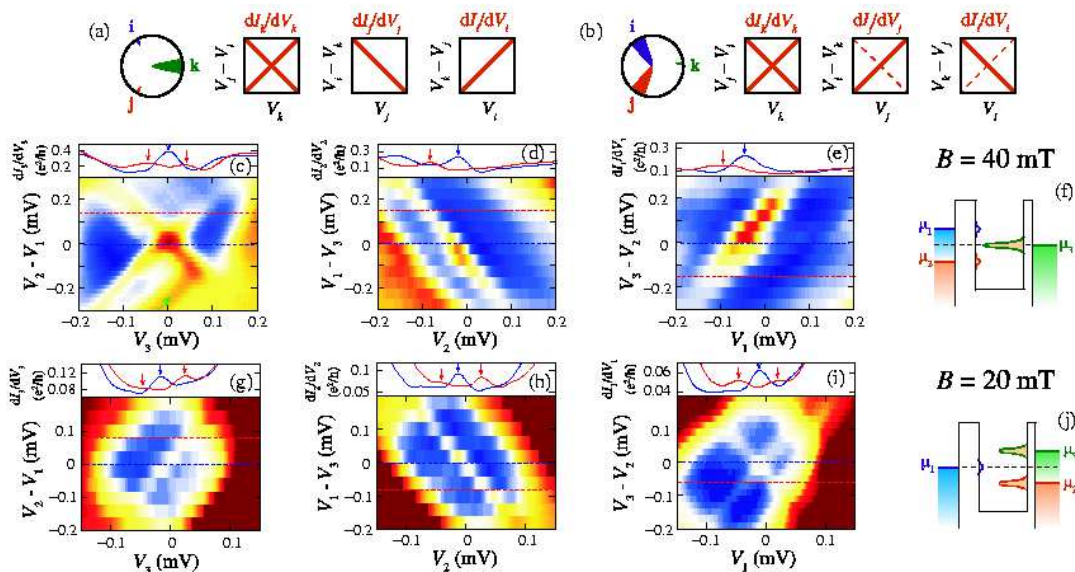 (a)
i
k
j
dI_k/dV_k
V_j − V_i
V_k
dI_j/dV_j
V_i − V_k
V_j
dI_i/dV_i
V_k − V_j
V_i
(b)
i
k
j
dI_k/dV_k
V_j − V_i
V_k
dI_j/dV_j
V_i − V_k
V_j
dI_i/dV_i
V_k − V_j
V_i
dI_3/dV_3
(e²/h)
0.4
0.2
(c)
V_2 − V_1 (mV)
0.2
0
−0.2
−0.2 −0.1 0 0.1 0.2
V_3 (mV)
dI_2/dV_2
(e²/h)
0.3
0.1
(d)
V_1 − V_3 (mV)
0.2
0
−0.2
−0.2 −0.1 0 0.1 0.2
V_2 (mV)
dI_1/dV_1
(e²/h)
0.3
0.1
(e)
V_3 − V_2 (mV)
0.2
0
−0.2
−0.2 −0.1 0 0.1 0.2
V_1 (mV)
B = 40 mT
(f)
μ_1
μ_2
μ_3
dI_3/dV_3
(e²/h)
0.12
0.08
(g)
V_2 − V_1 (mV)
0.1
0
−0.1
−0.2
−0.1 0 0.1
V_3 (mV)
dI_2/dV_2
(e²/h)
0.1
0.05
(h)
V_1 − V_3 (mV)
0.1
0
−0.1
−0.2
−0.1 0 0.1
V_2 (mV)
dI_1/dV_1
(e²/h)
0.06
0.04
(i)
V_3 − V_2 (mV)
0.1
0
−0.1
−0.2
−0.1 0 0.1
V_1 (mV)
B = 20 mT
(j)
μ_1
μ_3
μ_2